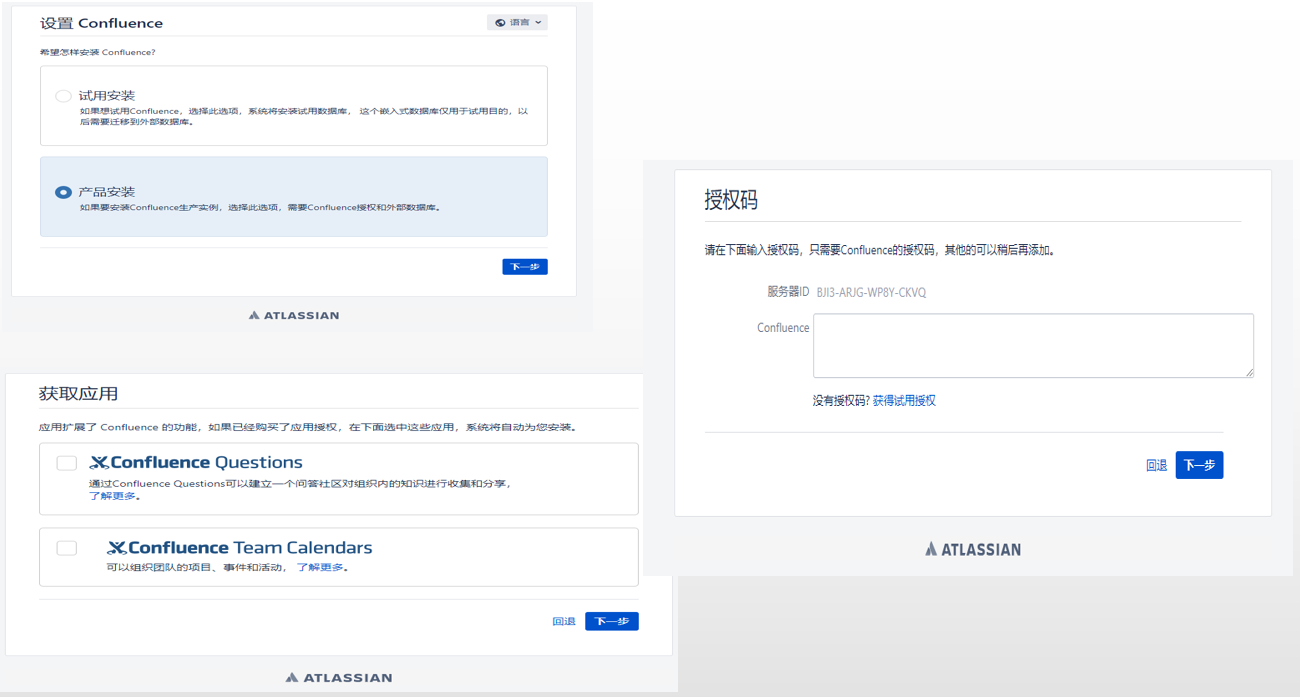 设置 Confluence
语言
希望怎样安装 Confluence?
试用安装
如果想试用Confluence，选择此选项，系统将安装试用数据库， 这个嵌入式数据库仅用于试用目的，以
后需要迁移到外部数据库。
产品安装
如果要安装Confluence生产实例，选择此选项，需要Confluence授权和外部数据库。
下一步
ATLASSIAN
获取应用
应用扩展了 Confluence 的功能，如果已经购买了应用授权，在下面选中这些应用，系统将自动为您安装。
Confluence Questions
通过Confluence Questions可以建立一个问答社区对组织内的知识进行收集和分享，
了解更多。
Confluence Team Calendars
可以组织团队的项目、事件和活动， 了解更多。
回退 下一步
ATLASSIAN
授权码
请在下面输入授权码，只需要Confluence的授权码，其他的可以稍后再添加。
服务器ID BJI3-ARJG-WP8Y-CKVQ
Confluence
没有授权码? 获得试用授权
回退 下一步
ATLASSIAN